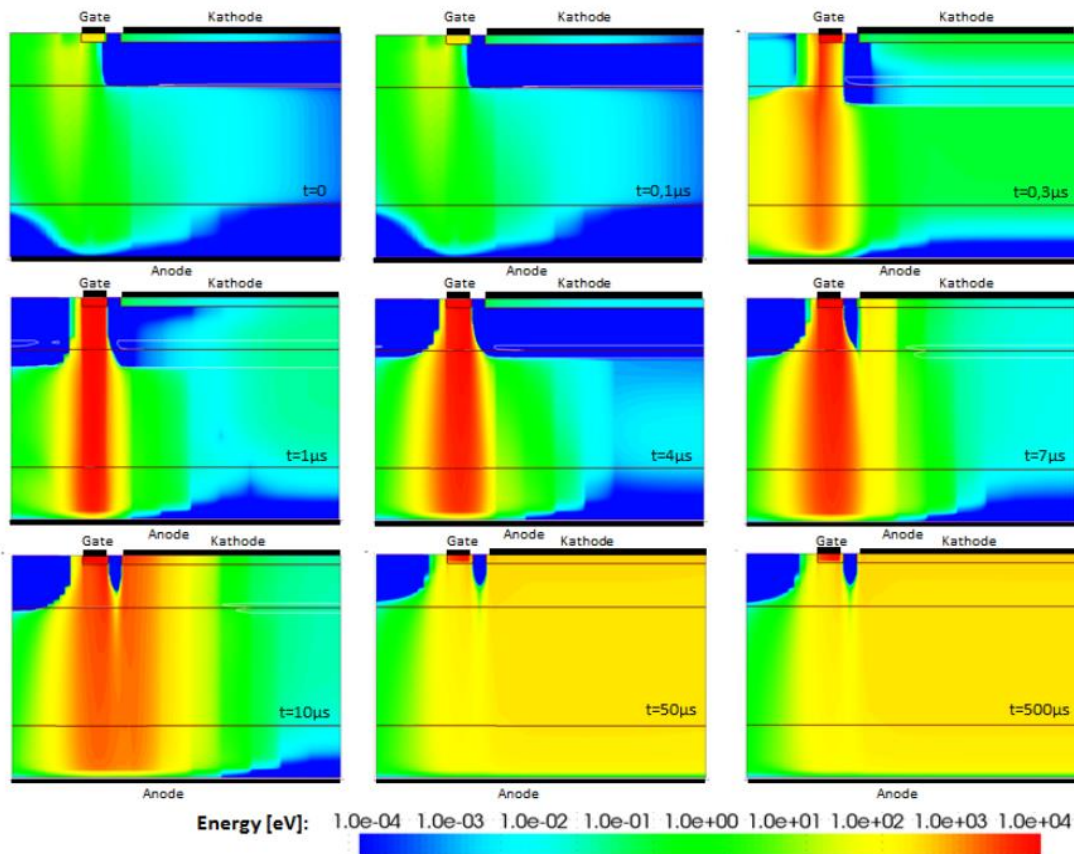 Gate Kathode
Gate Kathode
Gate Kathode
t=0
t=0,1µs
t=0,3µs
Anode
Anode
Anode
Gate Kathode
Gate Kathode
Gate Kathode
t=1µs
t=4µs
t=7µs
Anode
Anode
Anode
Gate Kathode
Gate Kathode
Gate Kathode
t=10µs
t=50µs
t=500µs
Anode
Anode
Anode
Energy [eV]: 1.0e-04 1.0e-03 1.0e-02 1.0e-01 1.0e+00 1.0e+01 1.0e+02 1.0e+03 1.0e+04